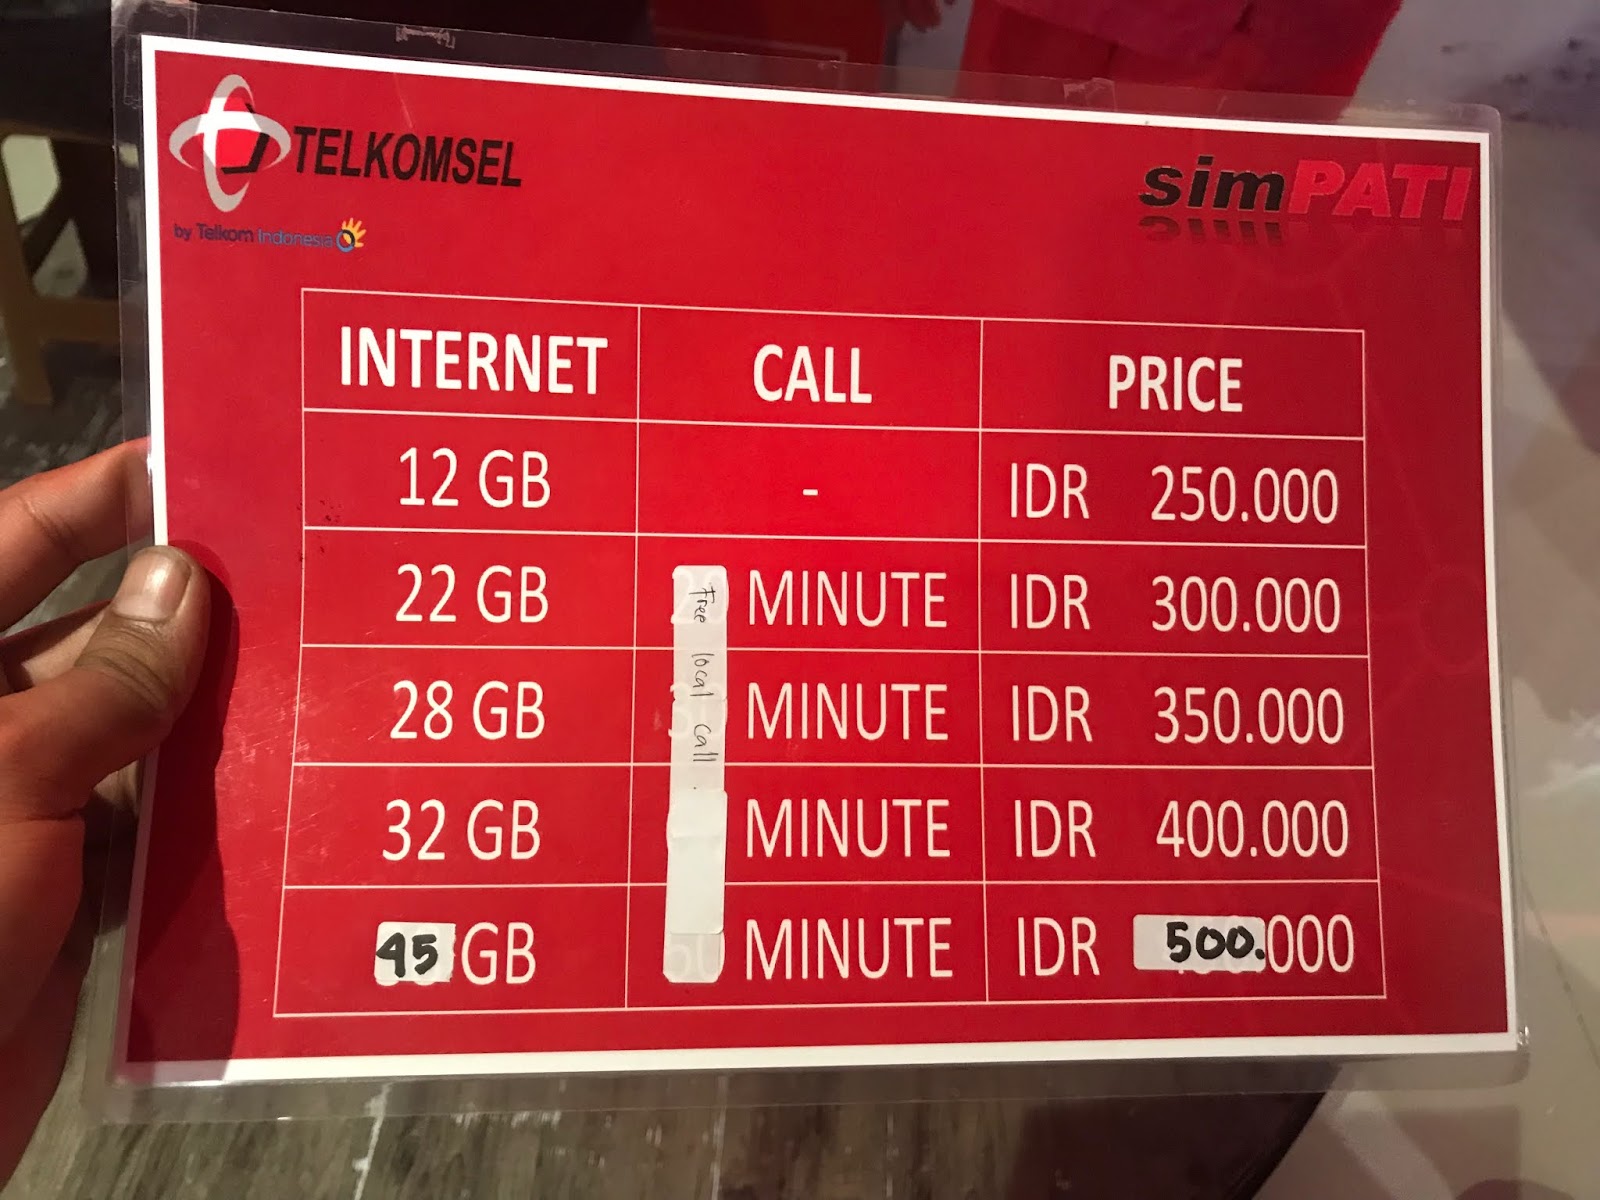 TELKOMSEL
by Telkom Indonesia
simPATI
INTERNET CALL PRICE
12 GB - IDR 250.000
22 GB MINUTE IDR 300.000
28 GB MINUTE IDR 350.000
32 GB MINUTE IDR 400.000
45 GB MINUTE IDR 500.000
Free local call